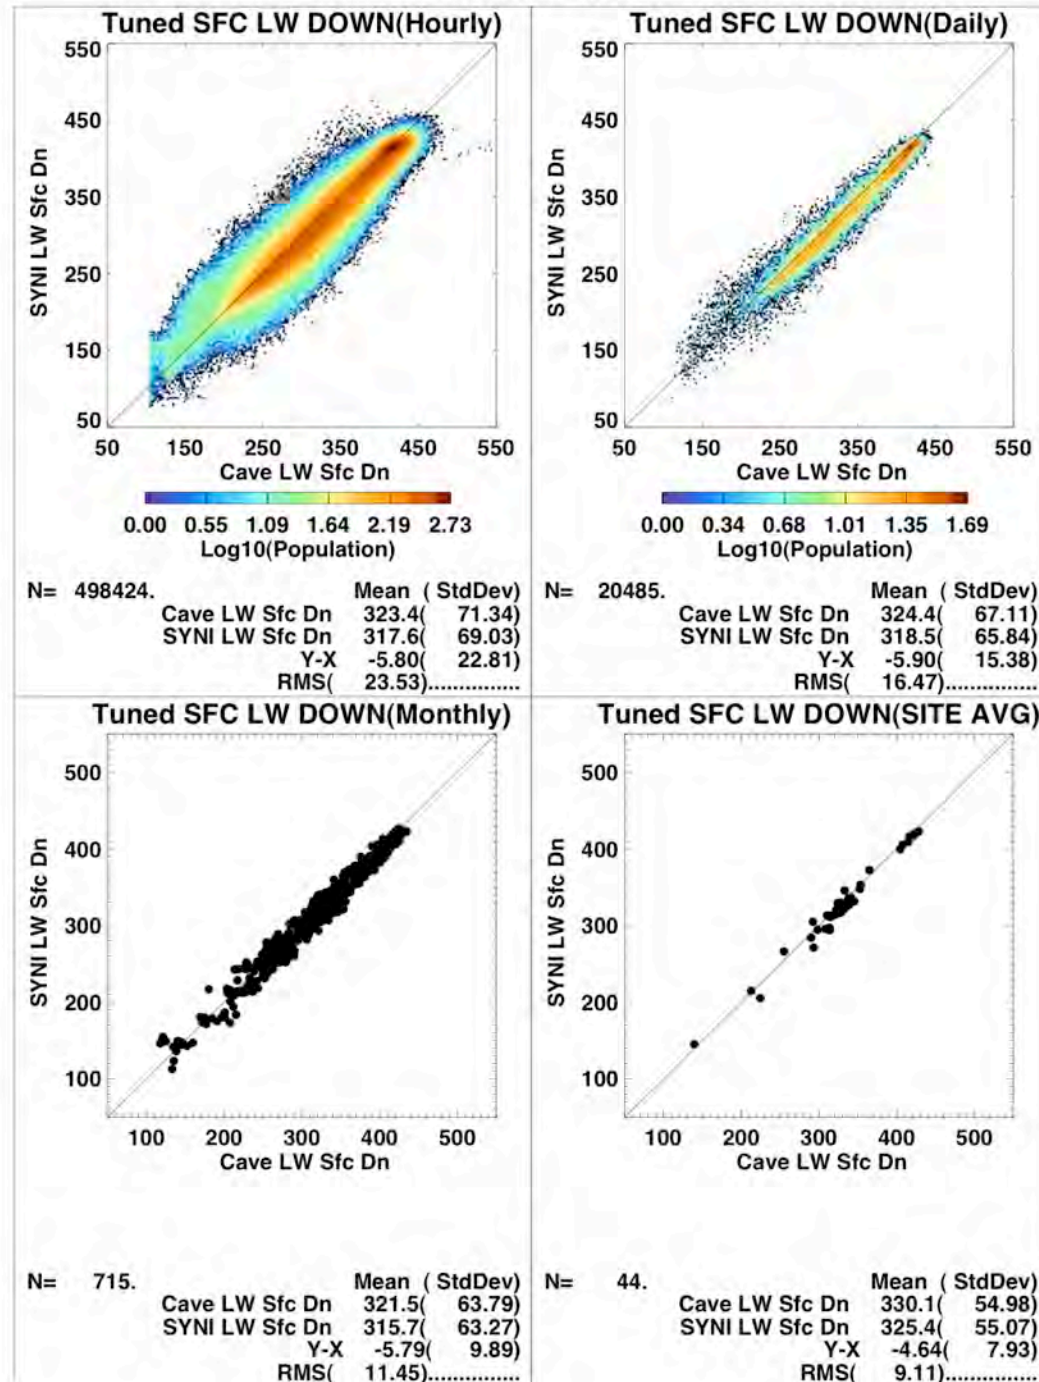 Tuned SFC LW DOWN(Hourly)
550
450
350
250
150
50
SYNI LW Sfc Dn
50 150 250 350 450 550
Cave LW Sfc Dn
0.00 0.55 1.09 1.64 2.19 2.73
Log10(Population)
N= 498424. Mean ( StdDev)
Cave LW Sfc Dn 323.4( 71.34)
SYNI LW Sfc Dn 317.6( 69.03)
Y-X -5.80( 22.81)
RMS( 23.53)...............
Tuned SFC LW DOWN(Daily)
550
450
350
250
150
50
SYNI LW Sfc Dn
50 150 250 350 450 550
Cave LW Sfc Dn
0.00 0.34 0.68 1.01 1.35 1.69
Log10(Population)
N= 20485. Mean ( StdDev)
Cave LW Sfc Dn 324.4( 67.11)
SYNI LW Sfc Dn 318.5( 65.84)
Y-X -5.90( 15.38)
RMS( 16.47)...............
Tuned SFC LW DOWN(Monthly)
500
400
300
200
100
SYNI LW Sfc Dn
100 200 300 400 500
Cave LW Sfc Dn
N= 715. Mean ( StdDev)
Cave LW Sfc Dn 321.5( 63.79)
SYNI LW Sfc Dn 315.7( 63.27)
Y-X -5.79( 9.89)
RMS( 11.45)...............
Tuned SFC LW DOWN(SITE AVG)
500
400
300
200
100
SYNI LW Sfc Dn
100 200 300 400 500
Cave LW Sfc Dn
N= 44. Mean ( StdDev)
Cave LW Sfc Dn 330.1( 54.98)
SYNI LW Sfc Dn 325.4( 55.07)
Y-X -4.64( 7.93)
RMS( 9.11)...............